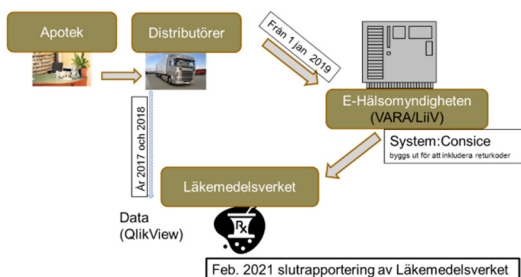 Apotek
Distributörer
Från 1 jan 2019
E-Hälsomyndigheten
(VARA/LiiV)
System:Consice
byggs ut för att inkludera returkoder
År 2017 och 2018
Läkemedelsverket
Data
(QlikView)
Rx
Feb. 2021 slutrapportering av Läkemedelsverket